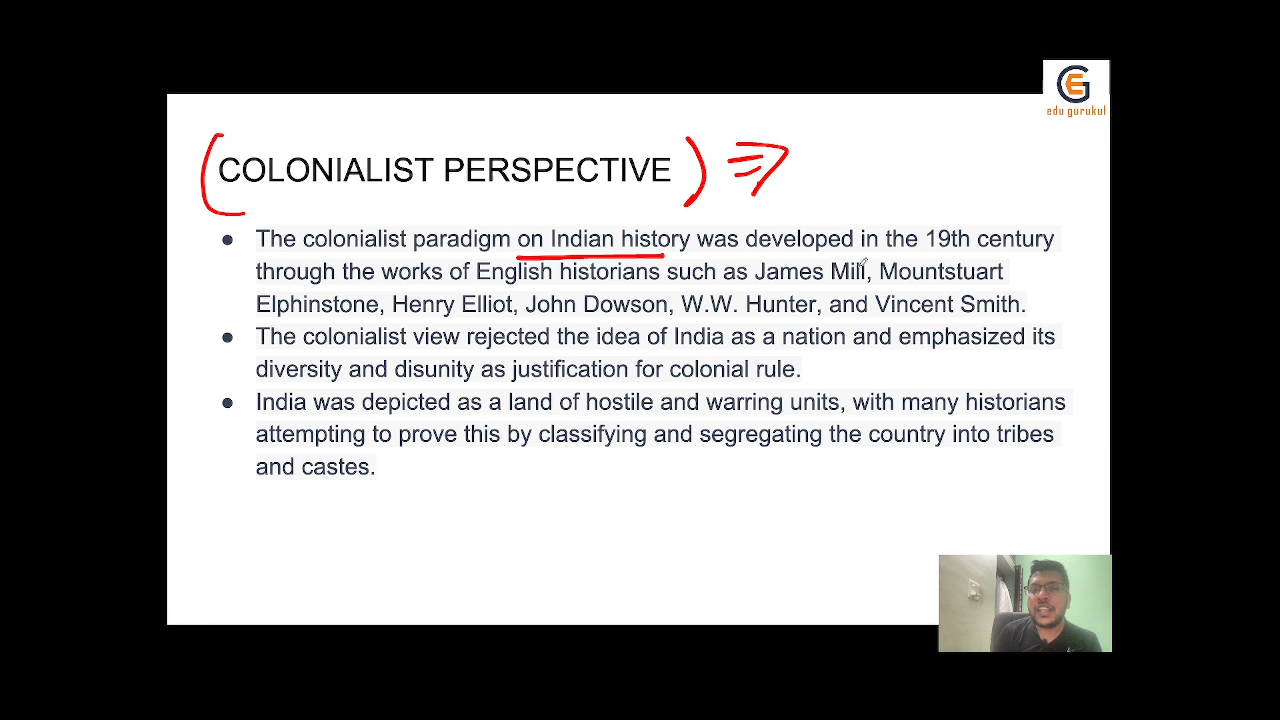 edu gurukul
COLONIALIST PERSPECTIVE
● The colonialist paradigm on Indian history was developed in the 19th century
through the works of English historians such as James Mill, Mountstuart
Elphinstone, Henry Elliot, John Dowson, W.W. Hunter, and Vincent Smith.
● The colonialist view rejected the idea of India as a nation and emphasized its
diversity and disunity as justification for colonial rule.
● India was depicted as a land of hostile and warring units, with many historians
attempting to prove this by classifying and segregating the country into tribes
and castes.